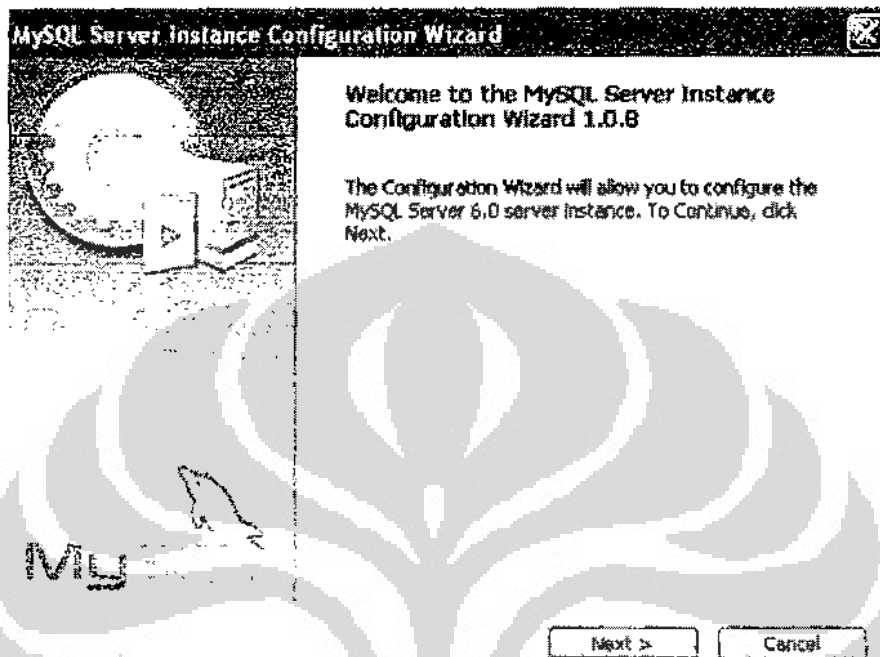 MySQL Server Instance Configuration Wizard
Welcome to the MySQL Server Instance
Configuration Wizard 1.0.8
The Configuration Wizard will allow you to configure the
MySQL Server 6.0 server instance. To Continue, click
Next.
My
Next >
Cancel